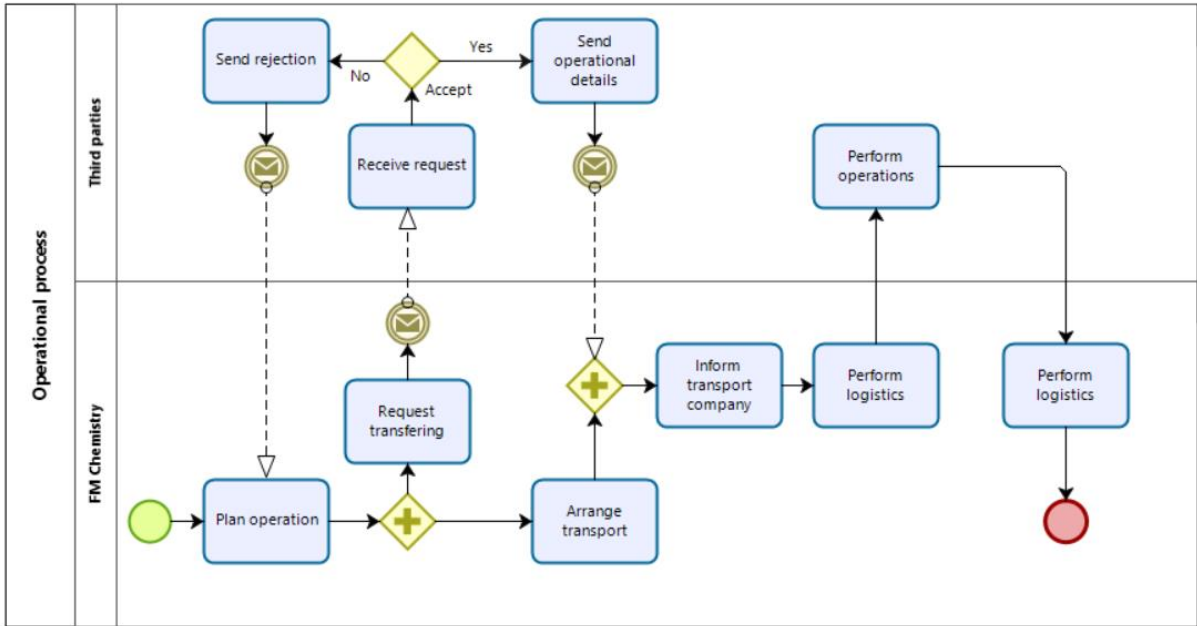 Operational process
Third parties
Send rejection
No
Accept
Yes
Send
operational
details
Receive request
Perform
operations
FM Chemistry
Request
transfering
Inform
transport
company
Perform
logistics
Perform
logistics
Plan operation
Arrange
transport